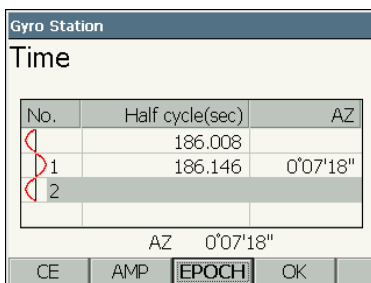 Gyro Station
Time
No. Half cycle(sec) AZ
186.008
1 186.146 0°07'18"
2
AZ 0°07'18"
CE AMP EPOCH OK